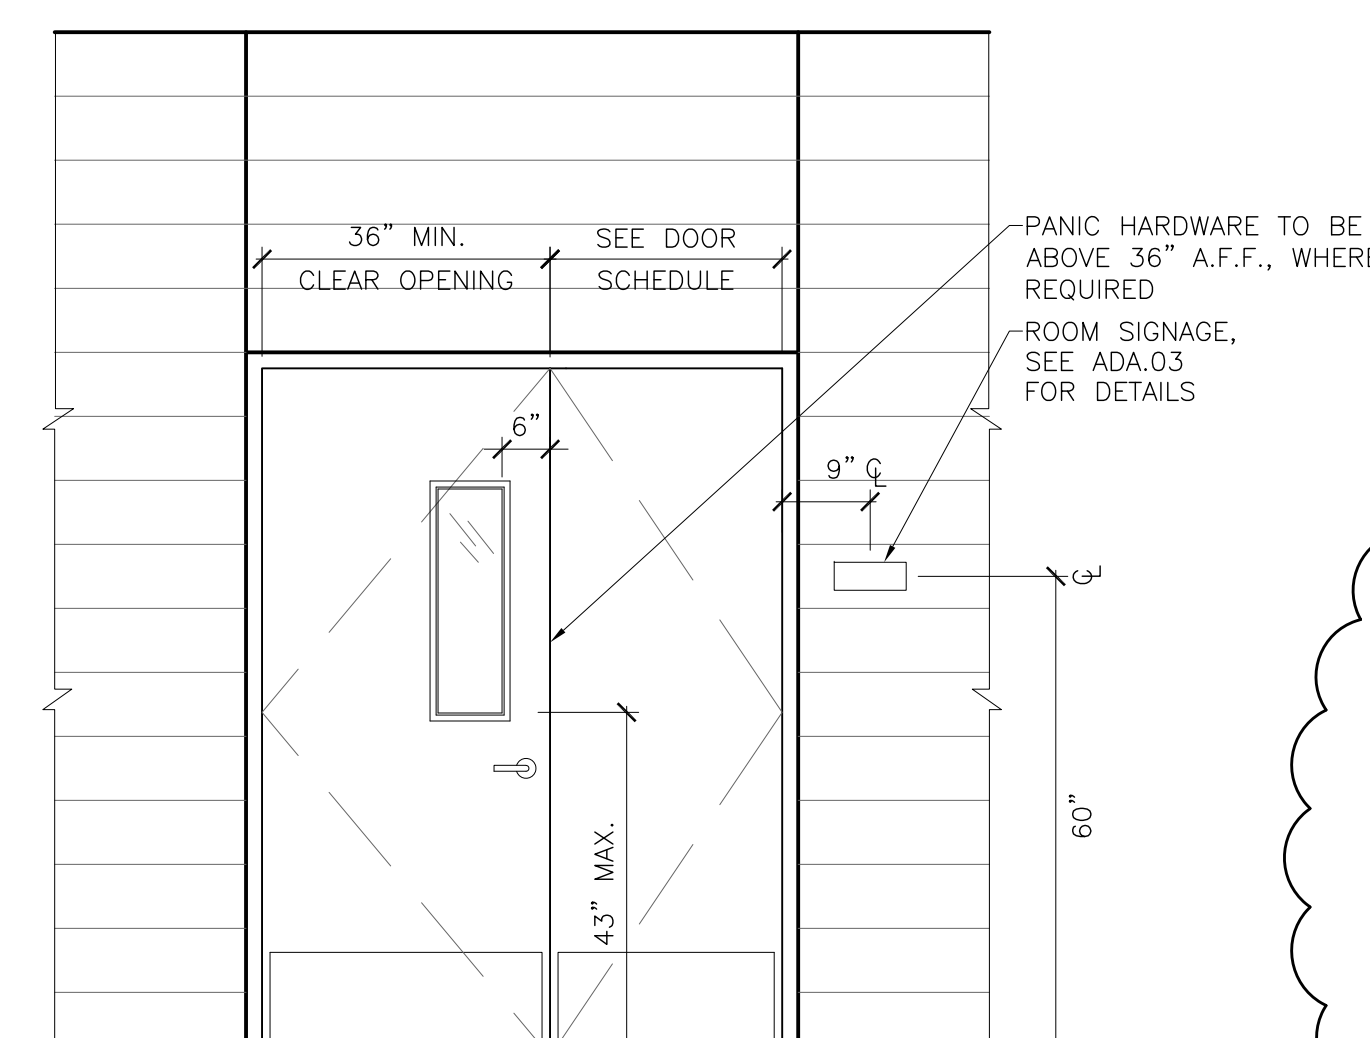 36” MIN.
CLEAR OPENING
SEE DOOR
SCHEDULE
PANIC HARDWARE TO BE
ABOVE 36” A.F.F., WHERE
REQUIRED
ROOM SIGNAGE,
SEE ADA.03
FOR DETAILS
6”
9” ℄
℄
60”
43” MAX.